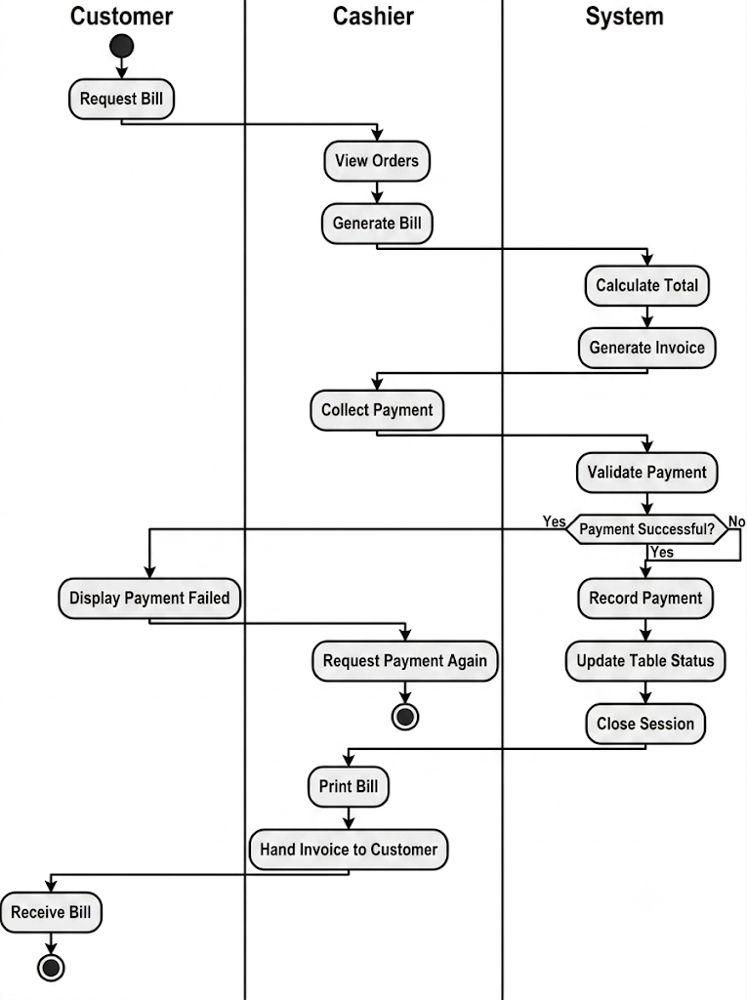 Customer
Cashier
System
Request Bill
View Orders
Generate Bill
Calculate Total
Generate Invoice
Collect Payment
Validate Payment
Yes
Payment Successful?
No
Yes
Display Payment Failed
Record Payment
Request Payment Again
Update Table Status
Close Session
Print Bill
Hand Invoice to Customer
Receive Bill